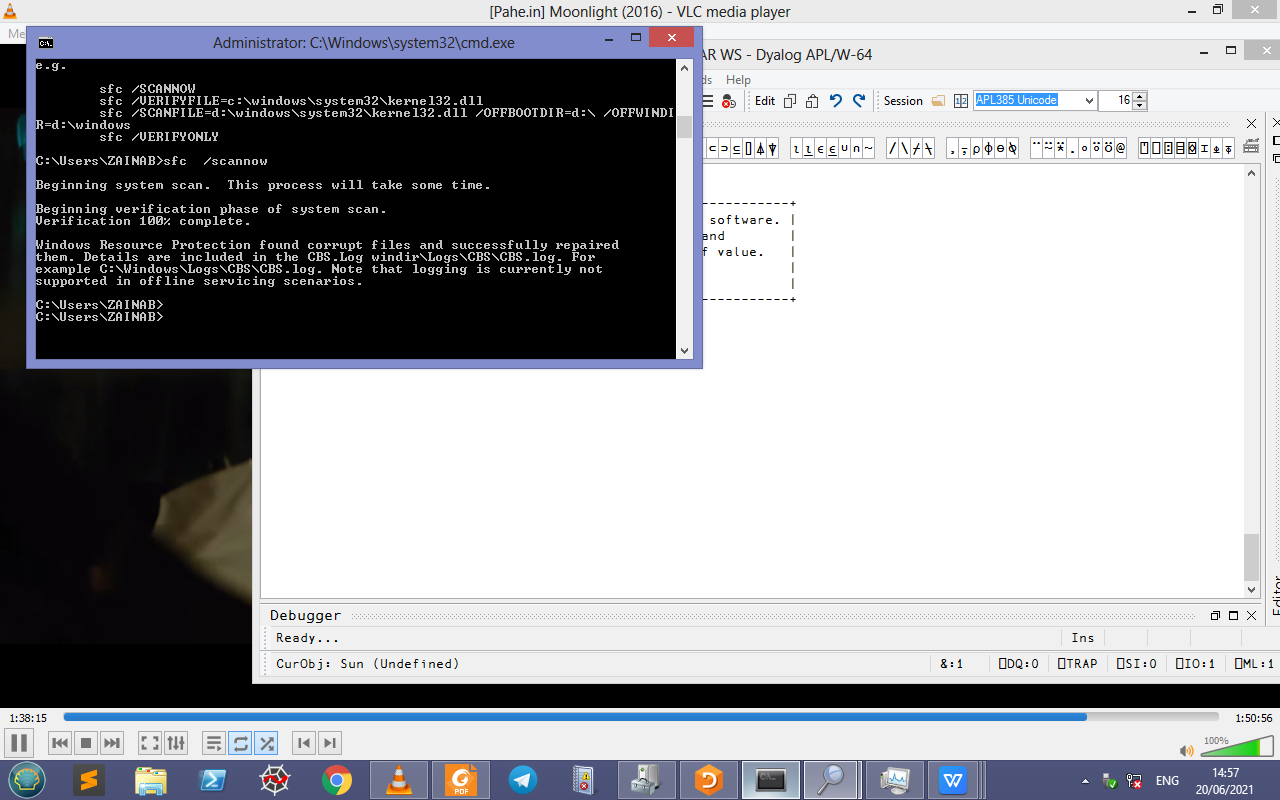 [Pahe.in] Moonlight (2016) - VLC media player
Me
Administrator: C:\Windows\system32\cmd.exe
AR WS - Dyalog APL/W-64
ds Help
Edit
Session
APL385 Unicode
16
e.g.
sfc /SCANNOW
sfc /VERIFYFILE=c:\windows\system32\kernel32.dll
sfc /SCANFILE=d:\windows\system32\kernel32.dll /OFFBOOTDIR=d:\ /OFFWINDI
R=d:\windows
sfc /VERIFYONLY
C:\Users\ZAINAB>sfc  /scannow
Beginning system scan.  This process will take some time.
Beginning verification phase of system scan.
Verification 100% complete.
Windows Resource Protection found corrupt files and successfully repaired
them. Details are included in the CBS.Log windir\Logs\CBS\CBS.log. For
example C:\Windows\Logs\CBS\CBS.log. Note that logging is currently not
supported in offline servicing scenarios.
C:\Users\ZAINAB>
C:\Users\ZAINAB>
-----------+
software. |
and |
f value. |
|
|
-----------+
Debugger
Ready...
Ins
CurObj: Sun (Undefined)
&:1
⎕DQ:0
⎕TRAP
⎕SI:0
⎕IO:1
⎕ML:1
Editor
1:38:15
1:50:56
100%
PDF
W
ENG
14:57
20/06/2021